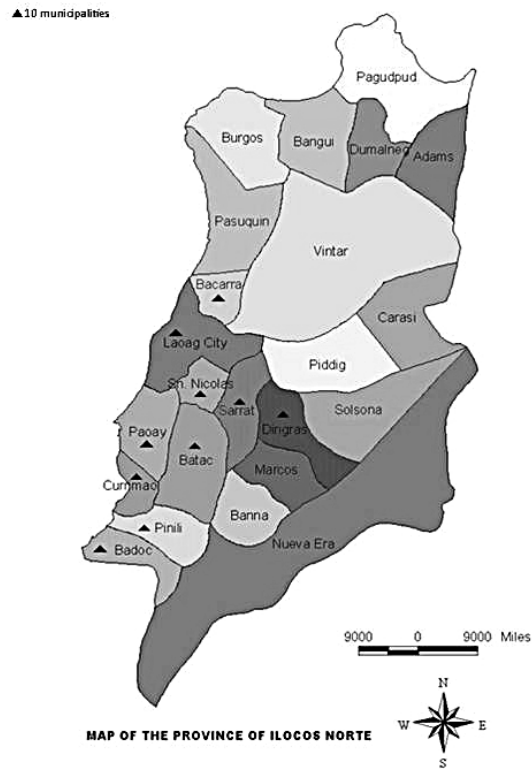 ▲10 municipalities
Pagudpud
Burgos
Bangui
Dumalneg
Adams
Pasuquin
Vintar
Bacarra
Carasi
Laoag City
Piddig
Sn. Nicolas
Sarrat
Solsona
Dingras
Paoay
Batac
Marcos
Currimao
Banna
Pinili
Nueva Era
Badoc
9000 0 9000 Miles
N
W E
S
MAP OF THE PROVINCE OF ILOCOS NORTE